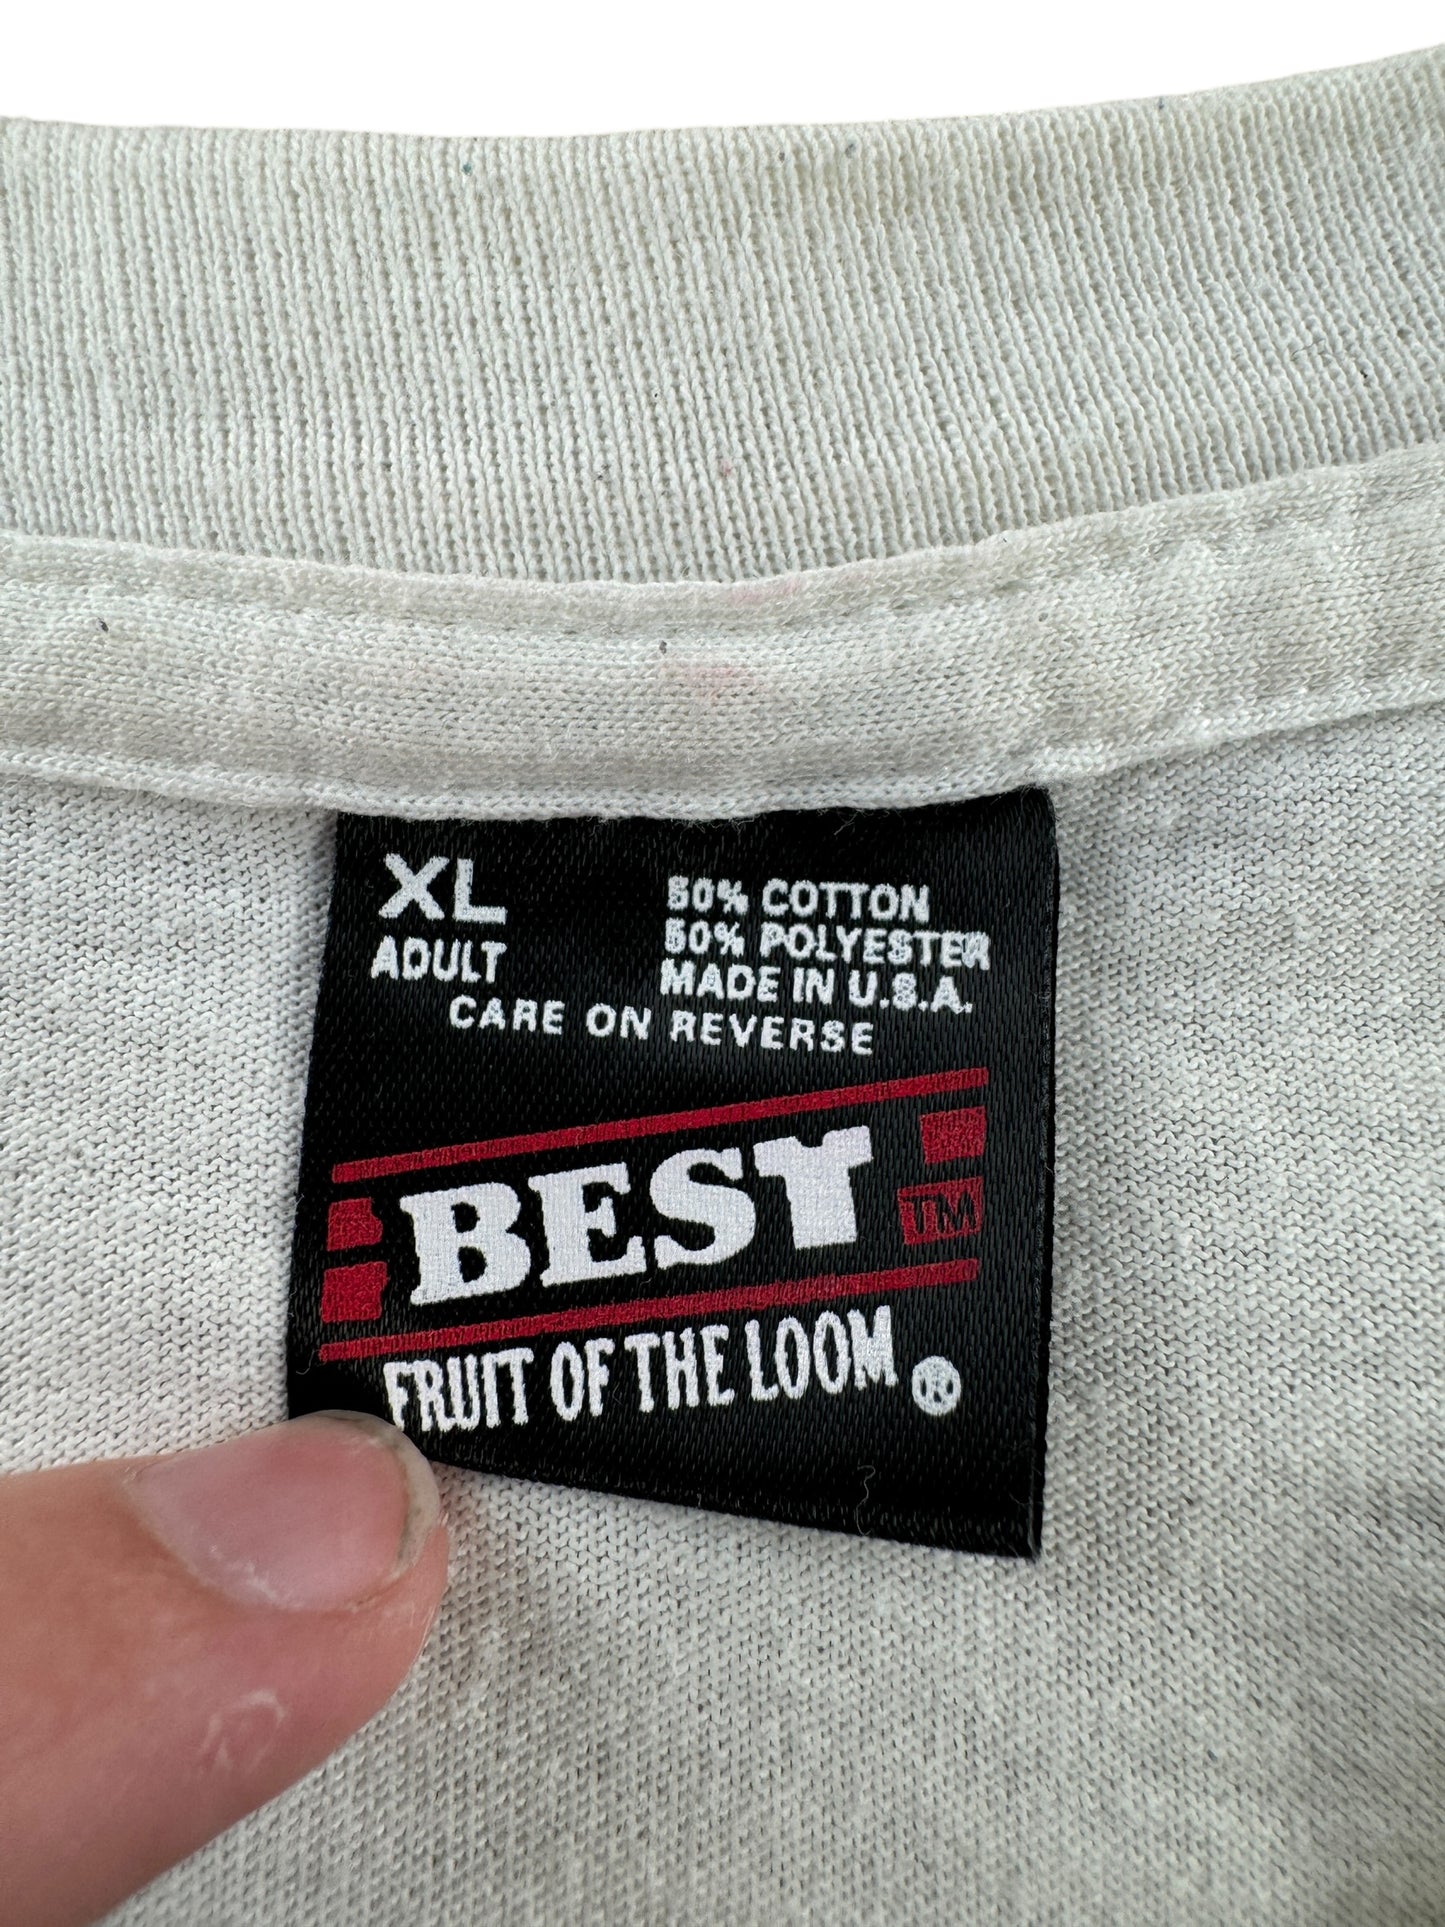 XL
ADULT
50% COTTON
50% POLYESTER
MADE IN U.S.A.
CARE ON REVERSE
BEST
TM
FRUIT OF THE LOOM ®